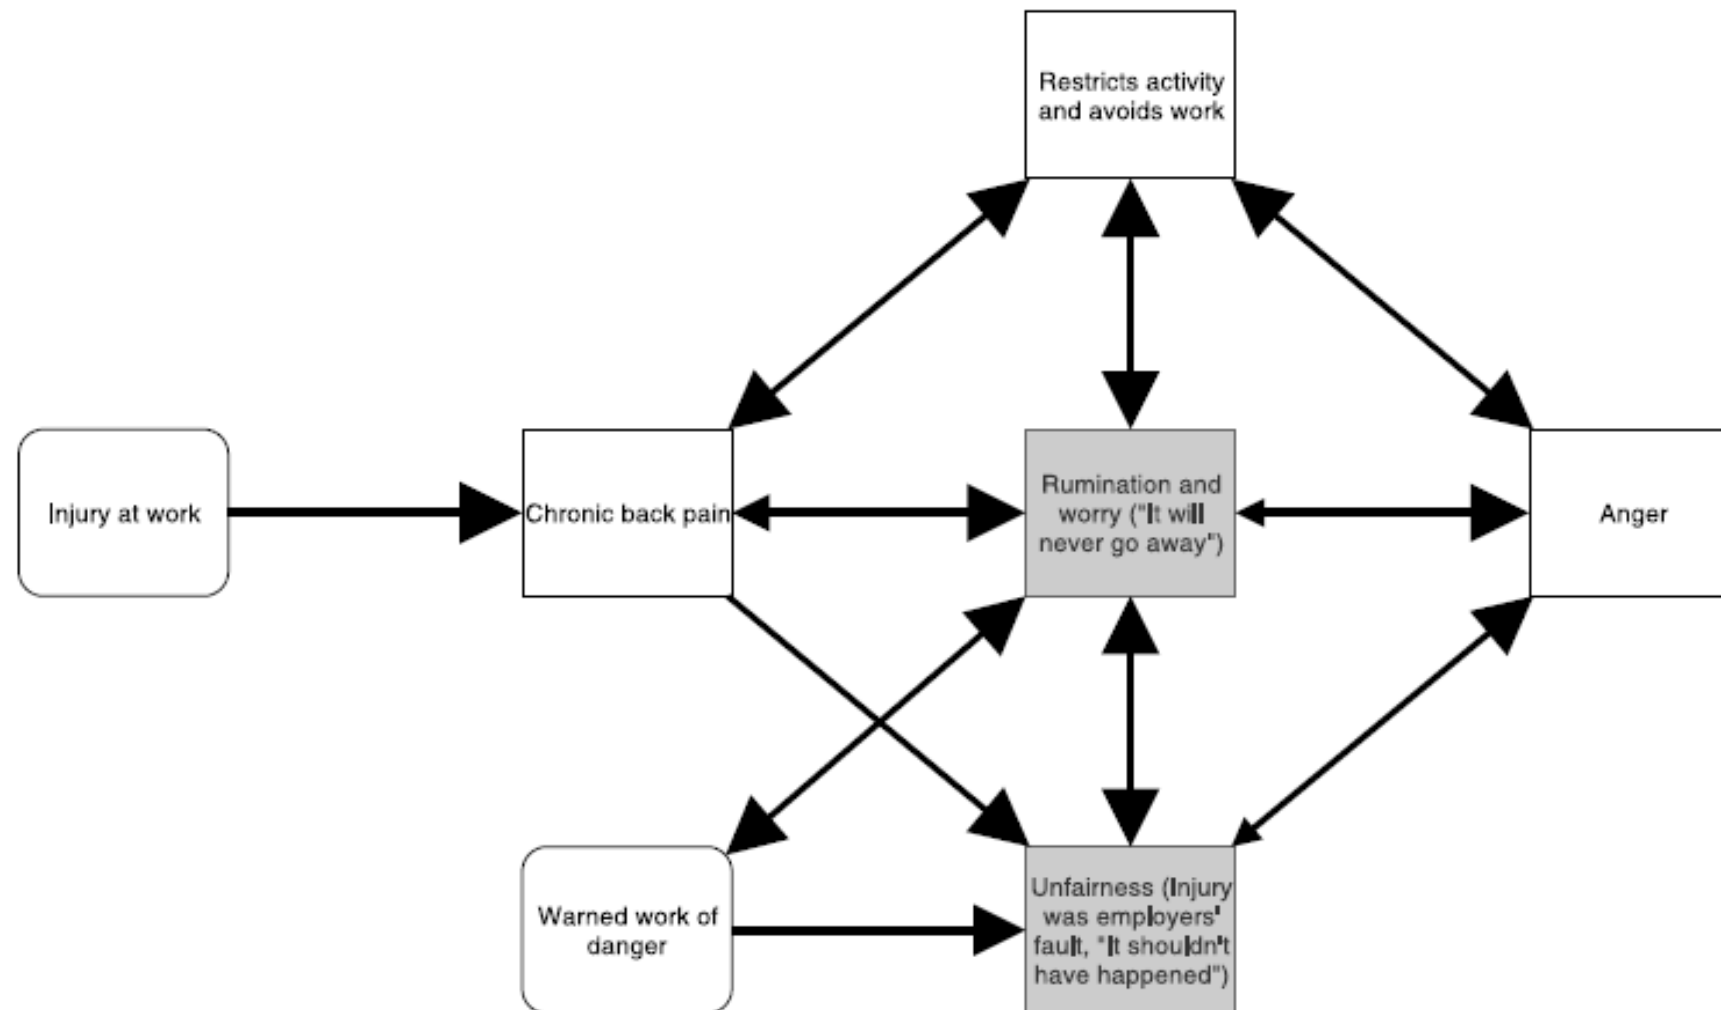 Restricts activity
and avoids work
Injury at work
Chronic back pain
Rumination and
worry ("It will
never go away")
Anger
Warned work of
danger
Unfairness (Injury
was employers'
fault, "It shouldn't
have happened")